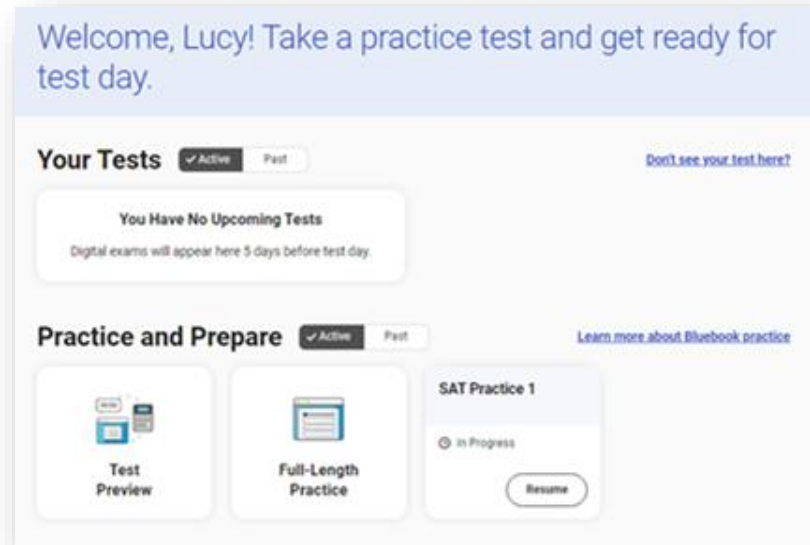 Welcome, Lucy! Take a practice test and get ready for
test day.
Your Tests
Active
Past
Don't see your test here?
You Have No Upcoming Tests
Digital exams will appear here 5 days before test day.
Practice and Prepare
Active
Past
Learn more about Bluebook practice
Test
Preview
Full-Length
Practice
SAT Practice 1
In Progress
Resume